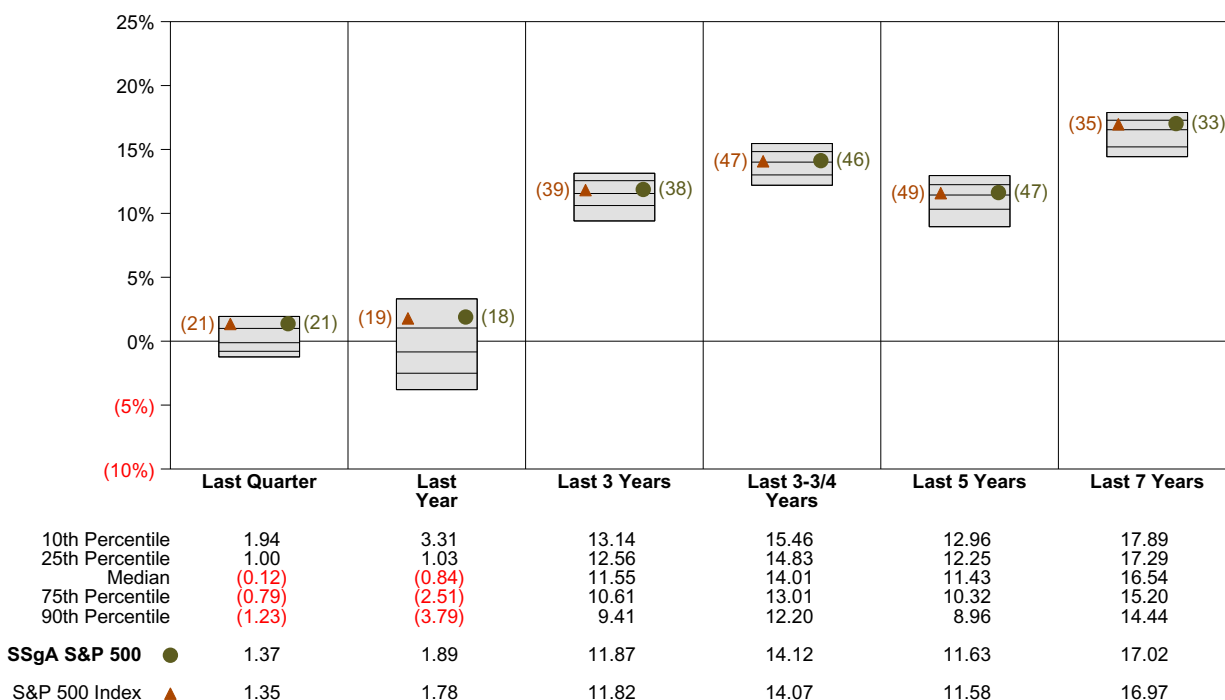 25%
20%
15%
10%
5%
0%
(5%)
(10%)
(21) (21)
(19) (18)
(39) (38)
(47) (46)
(49) (47)
(35) (33)
Last Quarter Last Year Last 3 Years Last 3-3/4 Years Last 5 Years Last 7 Years
10th Percentile 1.94 3.31 13.14 15.46 12.96 17.89
25th Percentile 1.00 1.03 12.56 14.83 12.25 17.29
Median (0.12) (0.84) 11.55 14.01 11.43 16.54
75th Percentile (0.79) (2.51) 10.61 13.01 10.32 15.20
90th Percentile (1.23) (3.79) 9.41 12.20 8.96 14.44
SSgA S&P 500 1.37 1.89 11.87 14.12 11.63 17.02
S&P 500 Index 1.35 1.78 11.82 14.07 11.58 16.97